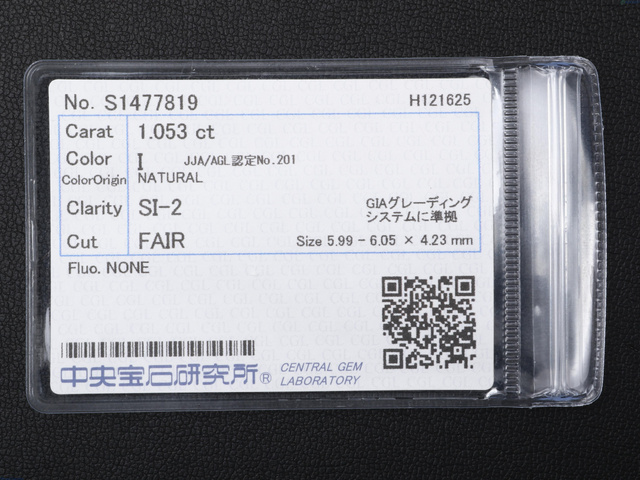 No. S1477819
H121625
Carat 1.053 ct
Color I JJA/AGL認定No.201
ColorOrigin NATURAL
Clarity SI-2
GIAグレーディング
システムに準拠
Cut FAIR Size 5.99 - 6.05 × 4.23 mm
Fluo. NONE
中央宝石研究所®
CENTRAL GEM
LABORATORY